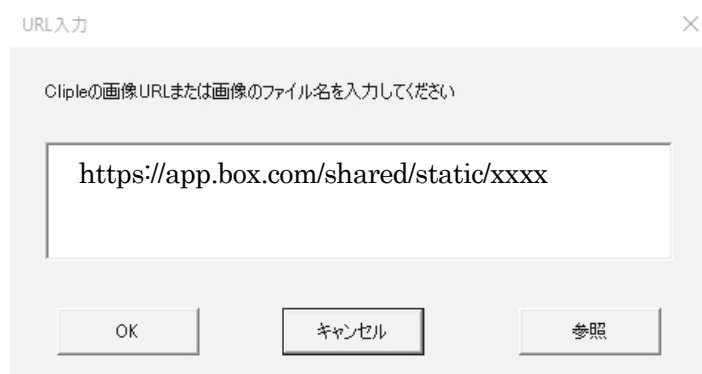 URL入力
Clipleの画像URLまたは画像のファイル名を入力してください
https://app.box.com/shared/static/xxxx
OK
キャンセル
参照